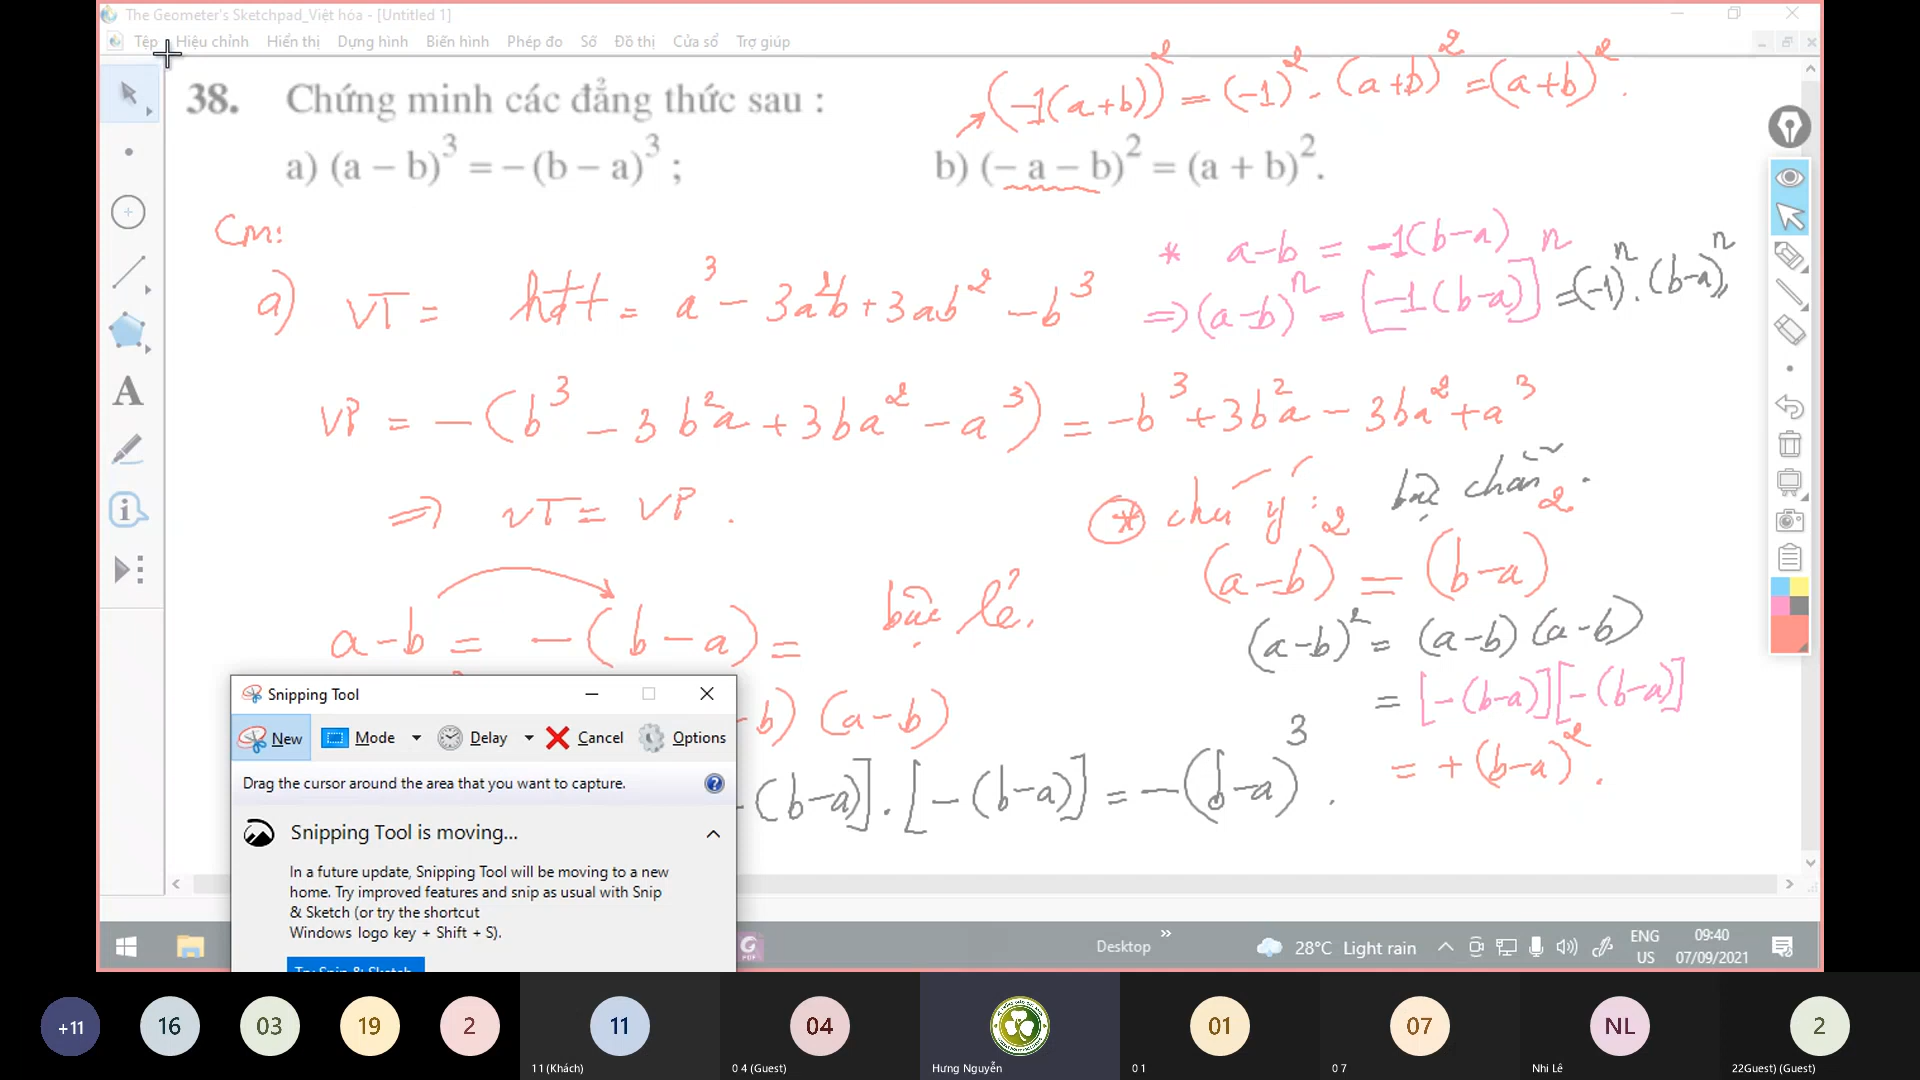 The Geometer's Sketchpad_Việt hóa - [Untitled 1]
Tệp Hiệu chỉnh Hiển thị Dựng hình Biến hình Phép đo Số Đồ thị Cửa sổ Trợ giúp
(-1(a+b))² = (-1)² . (a+b)² = (a+b)².
38. Chứng minh các đẳng thức sau :
a) (a − b)³ = −(b − a)³ ; b) (− a − b)² = (a + b)².
Cm:
* a-b = -1(b-a)
a) VT = hđt = a³ - 3a²b + 3ab² - b³
=> (a-b)ⁿ = [-1(b-a)]ⁿ = (-1)ⁿ . (b-a)ⁿ
VP = -(b³ - 3b²a + 3ba² - a³) = -b³ + 3b²a - 3ba² + a³
=> VT = VP .
* chú ý : bậc chẵn .
(a-b)² = (b-a)²
a-b = -(b-a) = bậc lẻ.
(a-b)² = (a-b)(a-b)
= [-(b-a)][-(b-a)]
b) (a-b)
= +(b-a)² .
-(b-a)] . [-(b-a)] = -(b-a)³ .
Snipping Tool
New Mode Delay Cancel Options
Drag the cursor around the area that you want to capture.
Snipping Tool is moving...
In a future update, Snipping Tool will be moving to a new
home. Try improved features and snip as usual with Snip
& Sketch (or try the shortcut
Windows logo key + Shift + S).
Try Snip & Sketch
Desktop 28°C Light rain ENG US 09:40 07/09/2021
+11 16 03 19 2 11 04 01 07 NL 2
11 (Khách) 0 4 (Guest) Hưng Nguyễn 0 1 0 7 Nhi Lê 22Guest) (Guest)